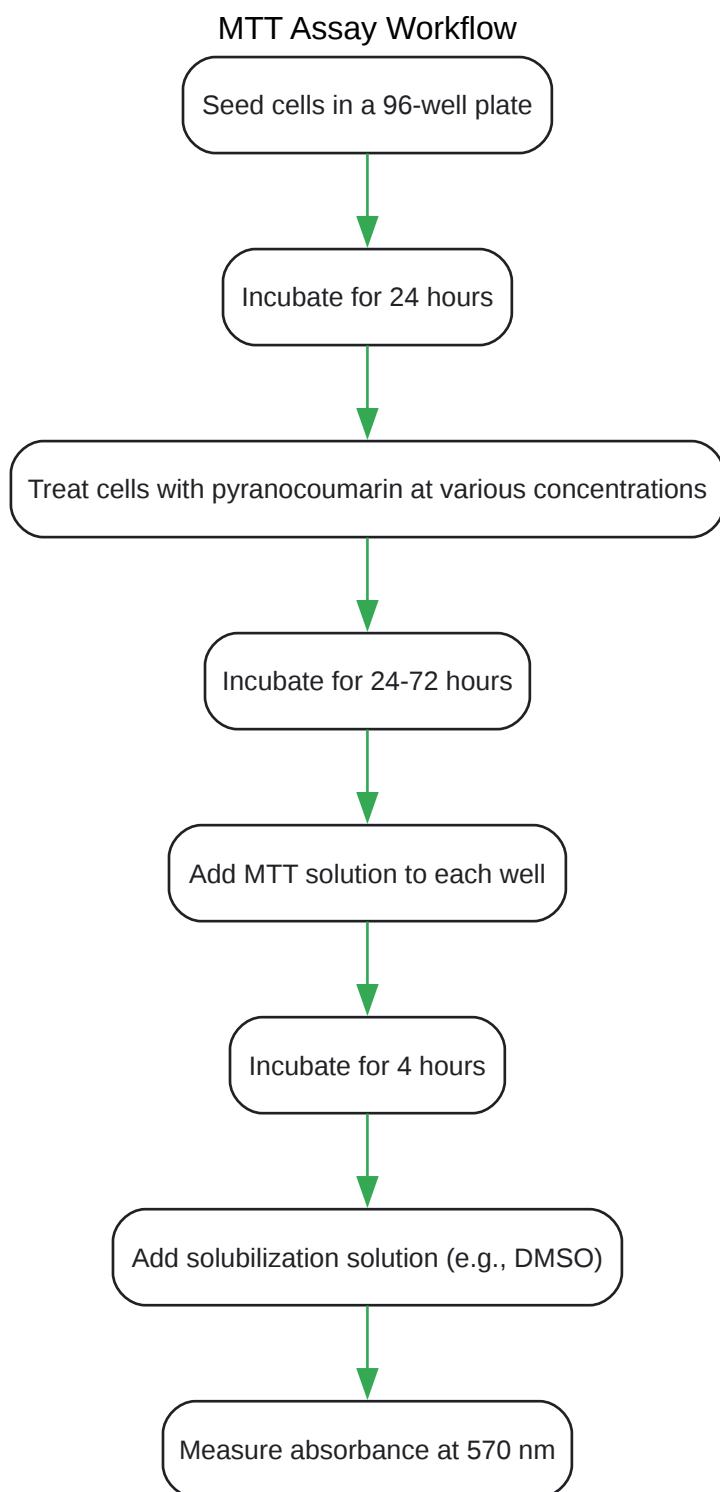 MTT Assay Workflow
Seed cells in a 96-well plate
Incubate for 24 hours
Treat cells with pyranocoumarin at various concentrations
Incubate for 24-72 hours
Add MTT solution to each well
Incubate for 4 hours
Add solubilization solution (e.g., DMSO)
Measure absorbance at 570 nm